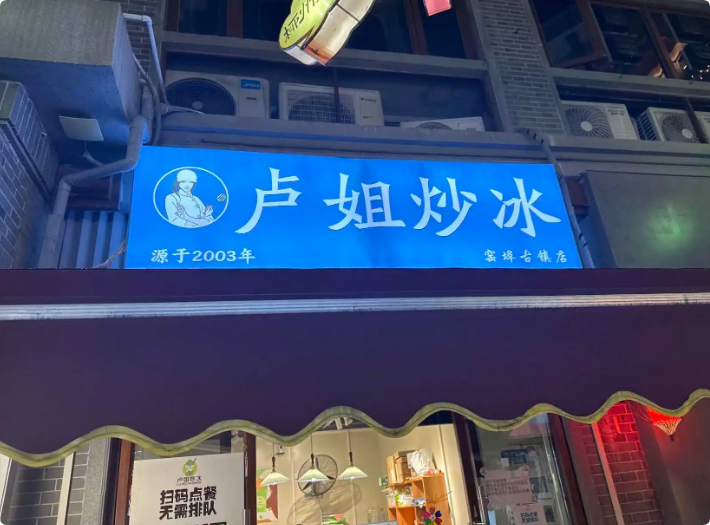 卢姐炒冰
源于2003年
窑埠古镇店
扫码点餐
无需排队